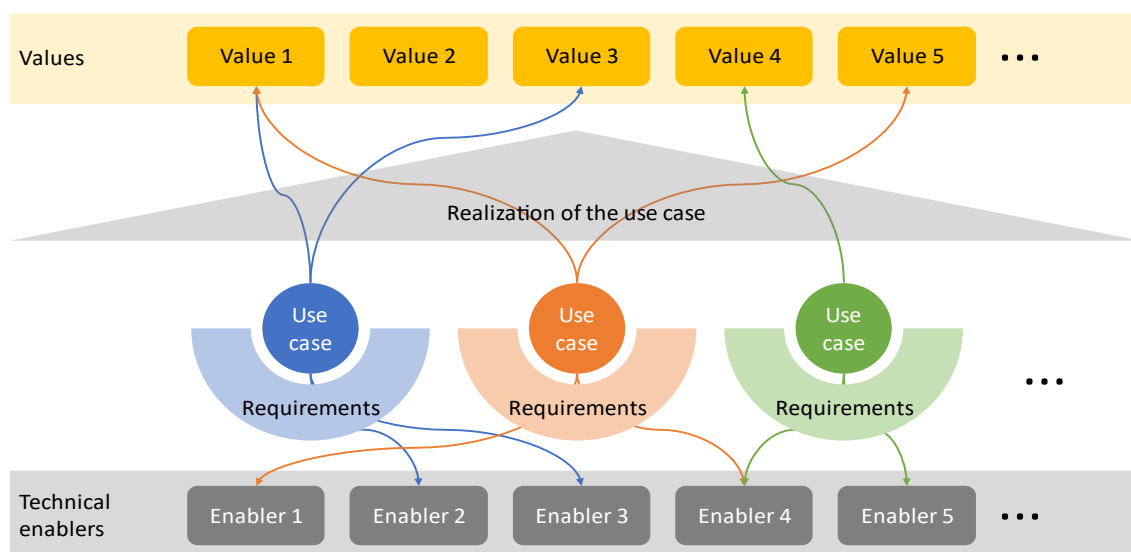 Values
Value 1
Value 2
Value 3
Value 4
Value 5
...
Realization of the use case
Use
case
Use
case
Use
case
Requirements
Requirements
Requirements
...
Technical
enablers
Enabler 1
Enabler 2
Enabler 3
Enabler 4
Enabler 5
...